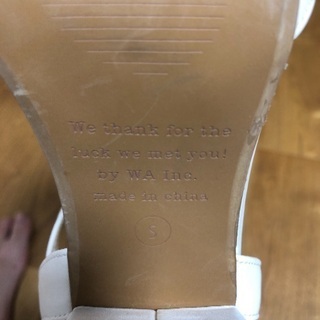 We thank for the
luck we met you!
by WA Inc.
made in china
S